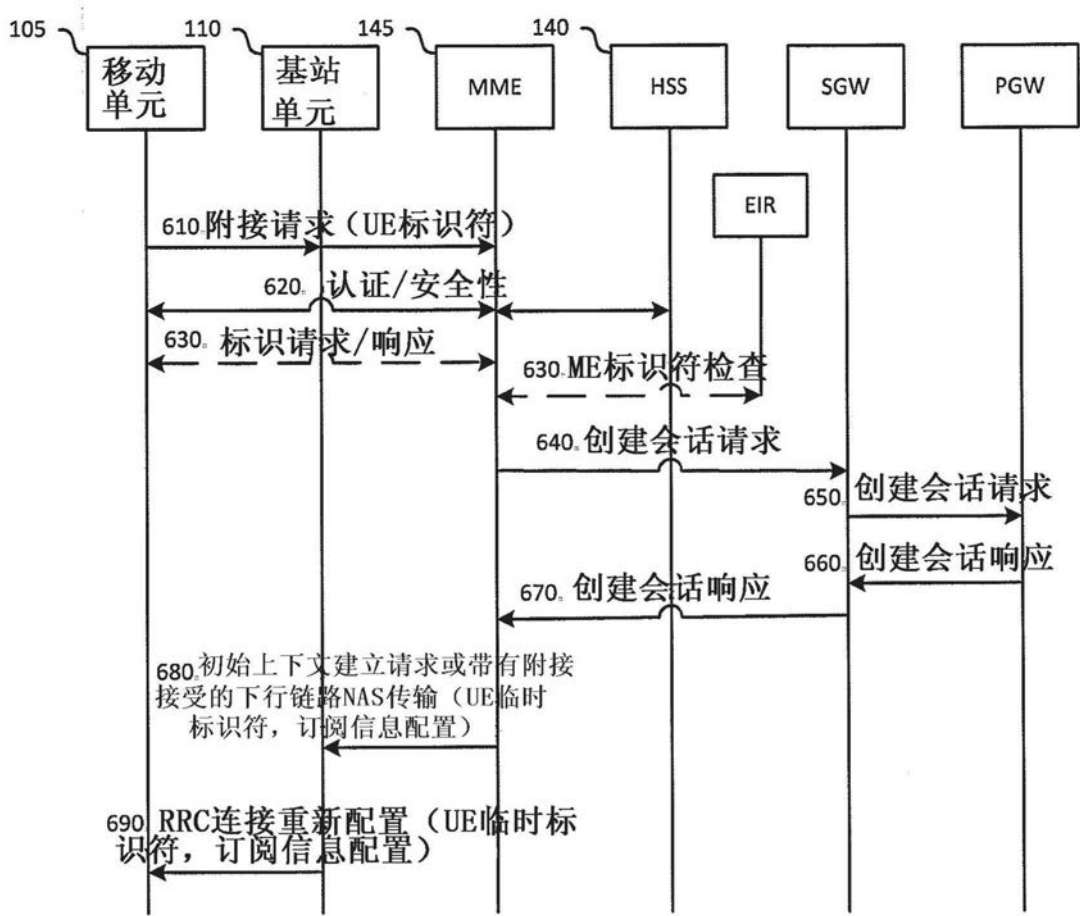 105
110
145
140
移动
单元
基站
单元
MME
HSS
SGW
PGW
EIR
610 附接请求（UE标识符）
620. 认证/安全性
630. 标识请求/响应
630. ME标识符检查
640. 创建会话请求
650. 创建会话请求
660. 创建会话响应
670. 创建会话响应
680. 初始上下文建立请求或带有附接
接受的下行链路NAS传输（UE临时
标识符，订阅信息配置）
690 RRC连接重新配置（UE临时标
识符，订阅信息配置）